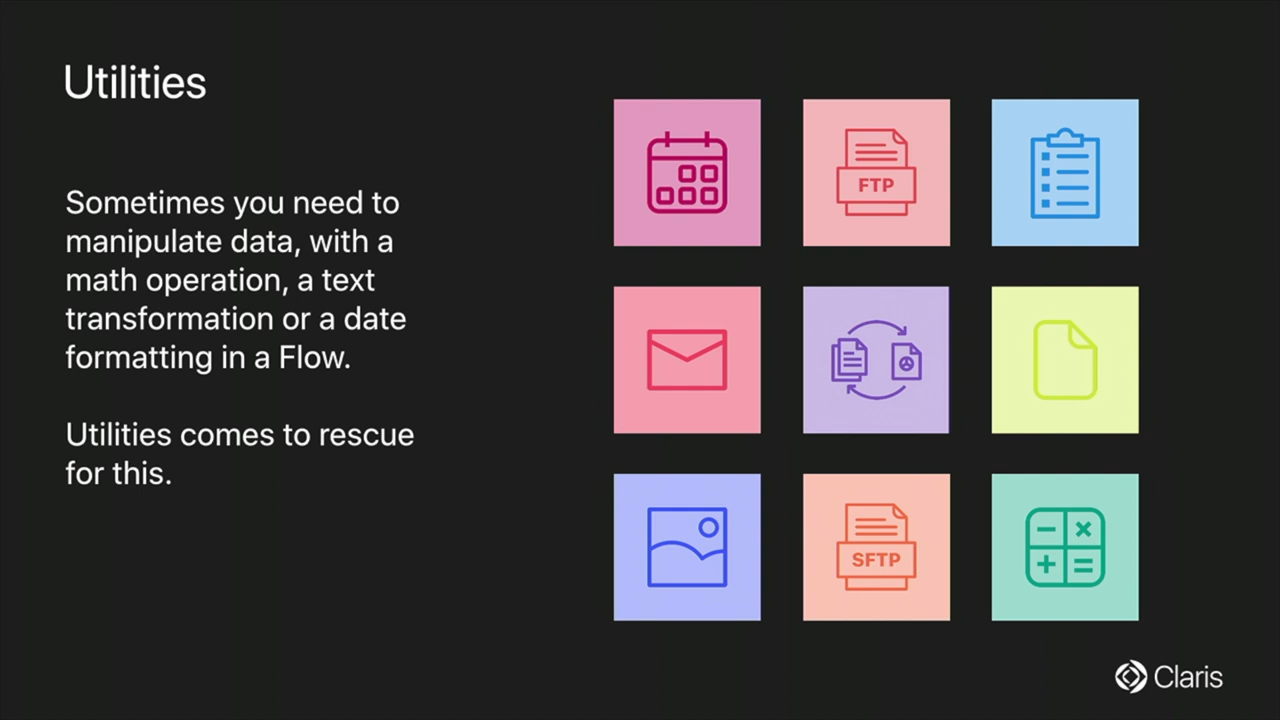 Utilities
Sometimes you need to
manipulate data, with a
math operation, a text
transformation or a date
formatting in a Flow.
Utilities comes to rescue
for this.
FTP
SFTP
Claris